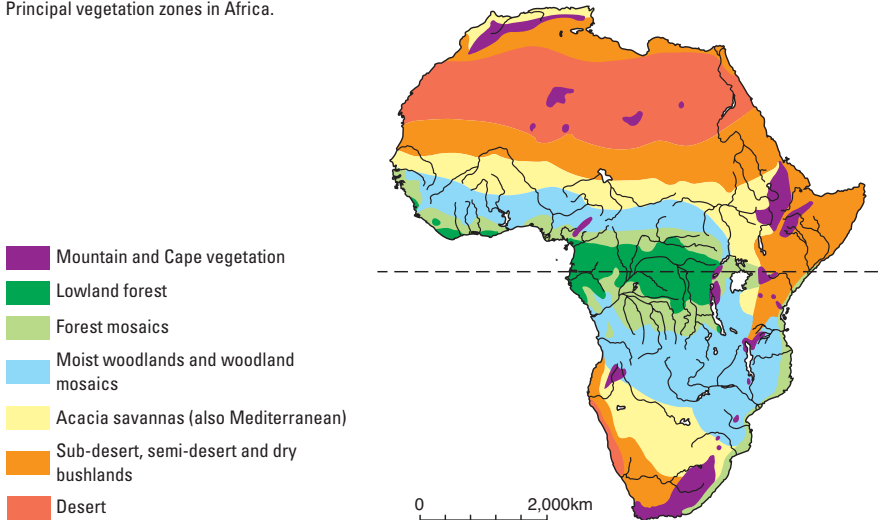 Principal vegetation zones in Africa.
Mountain and Cape vegetation
Lowland forest
Forest mosaics
Moist woodlands and woodland
mosaics
Acacia savannas (also Mediterranean)
Sub-desert, semi-desert and dry
bushlands
Desert
0 2,000km